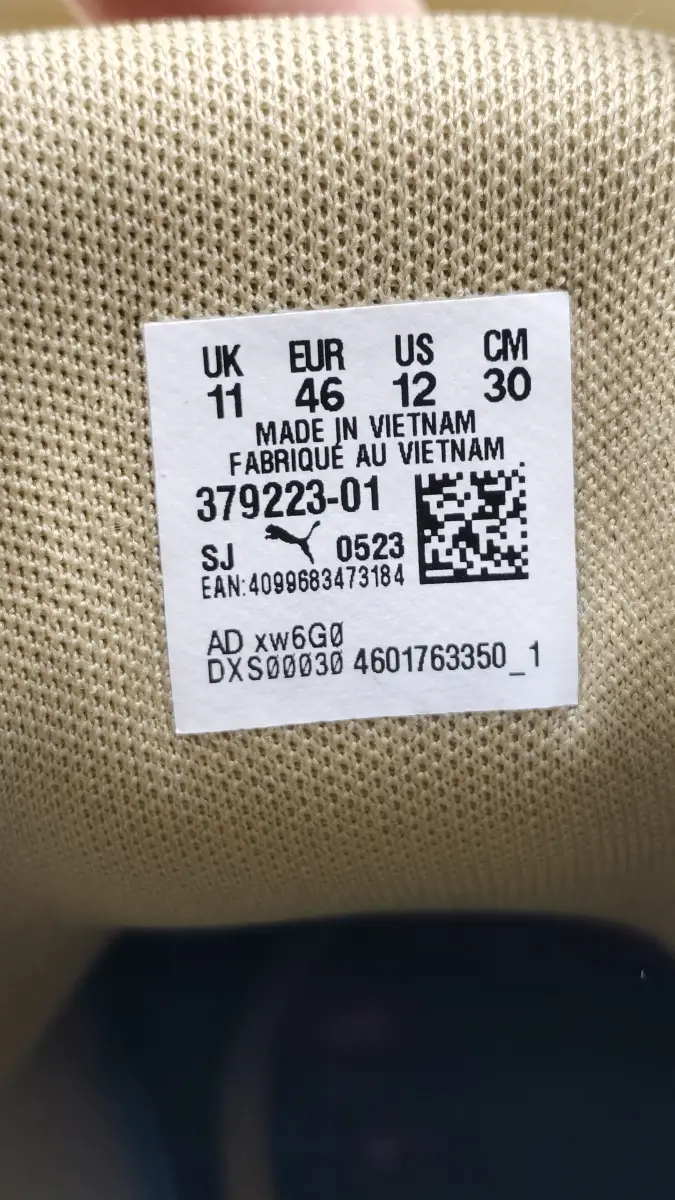 UK EUR US CM
11 46 12 30
MADE IN VIETNAM
FABRIQUÉ AU VIETNAM
379223-01
SJ 0523
EAN:4099683473184
AD xw6G0
DXS00030 4601763350_1